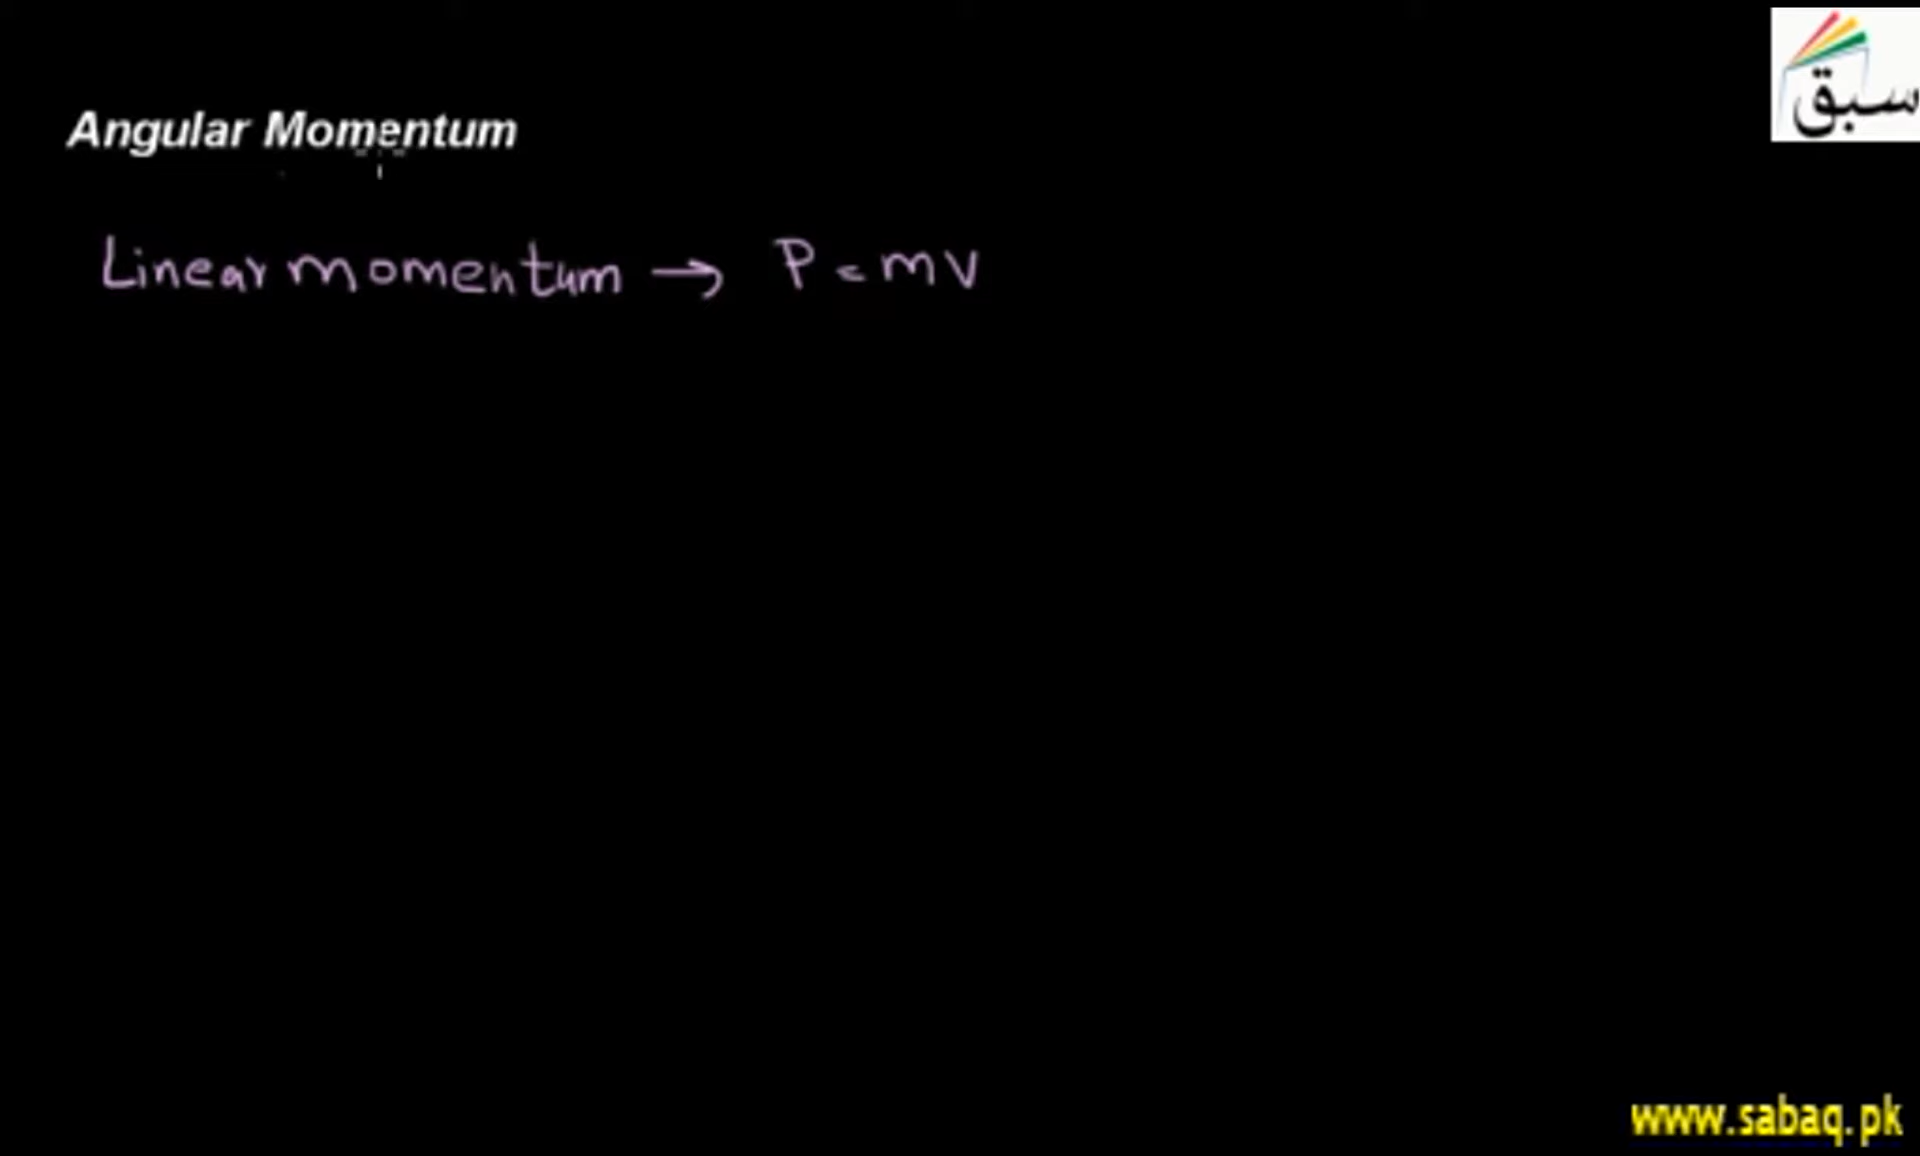 سبق
Angular Momentum
Linear momentum → P = mv
www.sabaq.pk